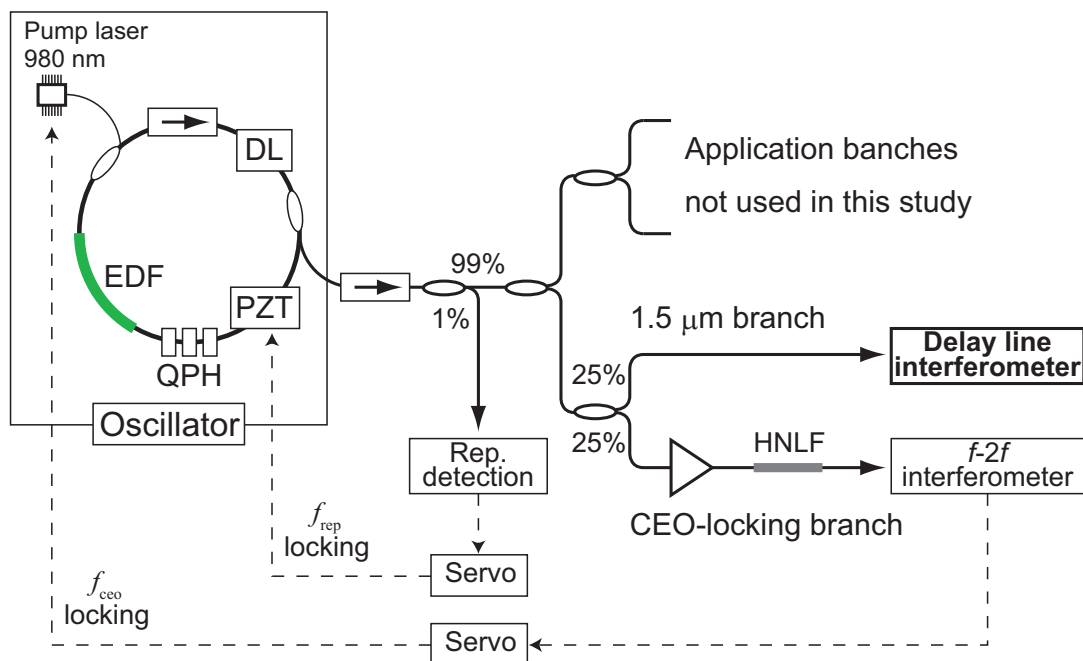 Pump laser
980 nm
DL
EDF
PZT
QPH
Oscillator
99%
1%
Application banches
not used in this study
1.5 μm branch
25%
25%
Delay line
interferometer
HNLF
f-2f
interferometer
CEO-locking branch
Rep.
detection
f_rep
locking
Servo
f_ceo
locking
Servo